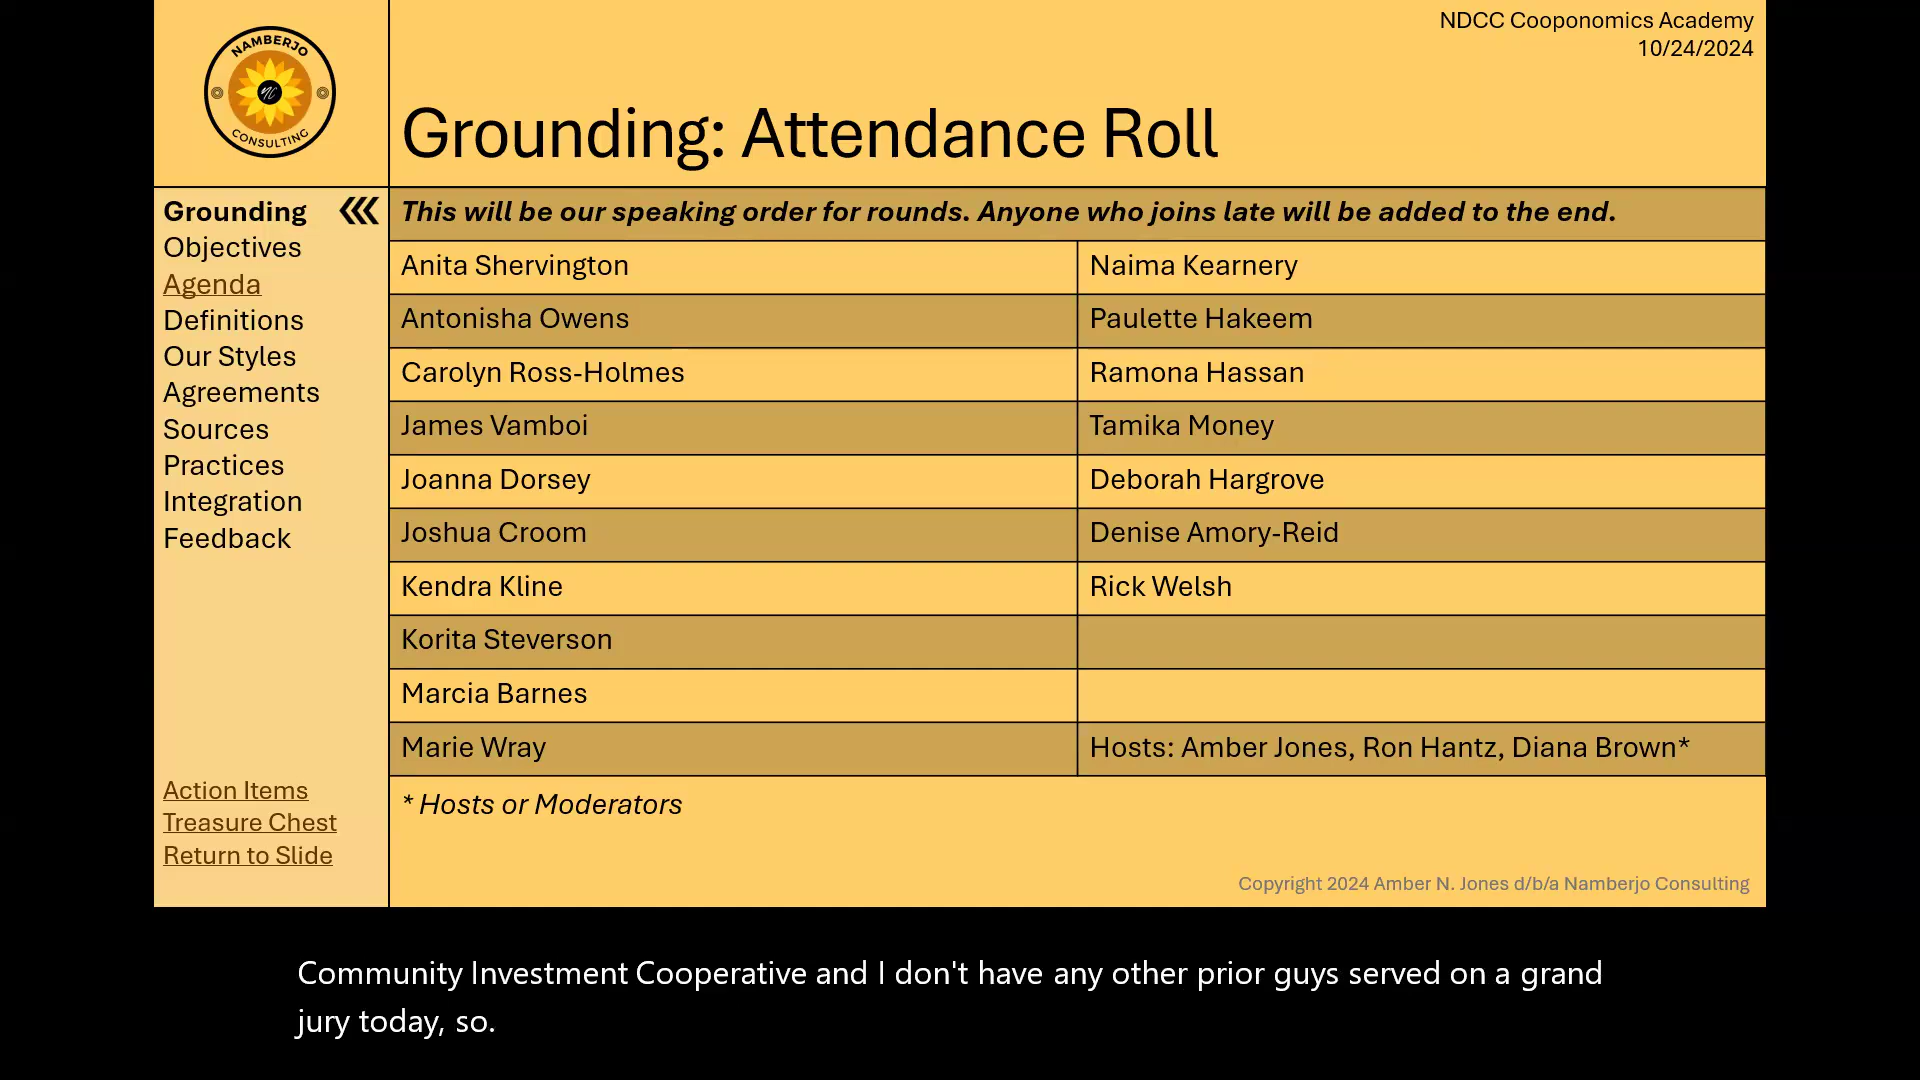 NAMBERJO
CONSULTING
NDCC Cooponomics Academy
10/24/2024
Grounding: Attendance Roll
Grounding
Objectives
Agenda
Definitions
Our Styles
Agreements
Sources
Practices
Integration
Feedback
Action Items
Treasure Chest
Return to Slide
This will be our speaking order for rounds. Anyone who joins late will be added to the end.
Anita Shervington
Antonisha Owens
Carolyn Ross-Holmes
James Vamboi
Joanna Dorsey
Joshua Croom
Kendra Kline
Korita Steverson
Marcia Barnes
Marie Wray
Naima Kearnery
Paulette Hakeem
Ramona Hassan
Tamika Money
Deborah Hargrove
Denise Amory-Reid
Rick Welsh
Hosts: Amber Jones, Ron Hantz, Diana Brown*
* Hosts or Moderators
Copyright 2024 Amber N. Jones d/b/a Namberjo Consulting
Community Investment Cooperative and I don't have any other prior guys served on a grand
jury today, so.